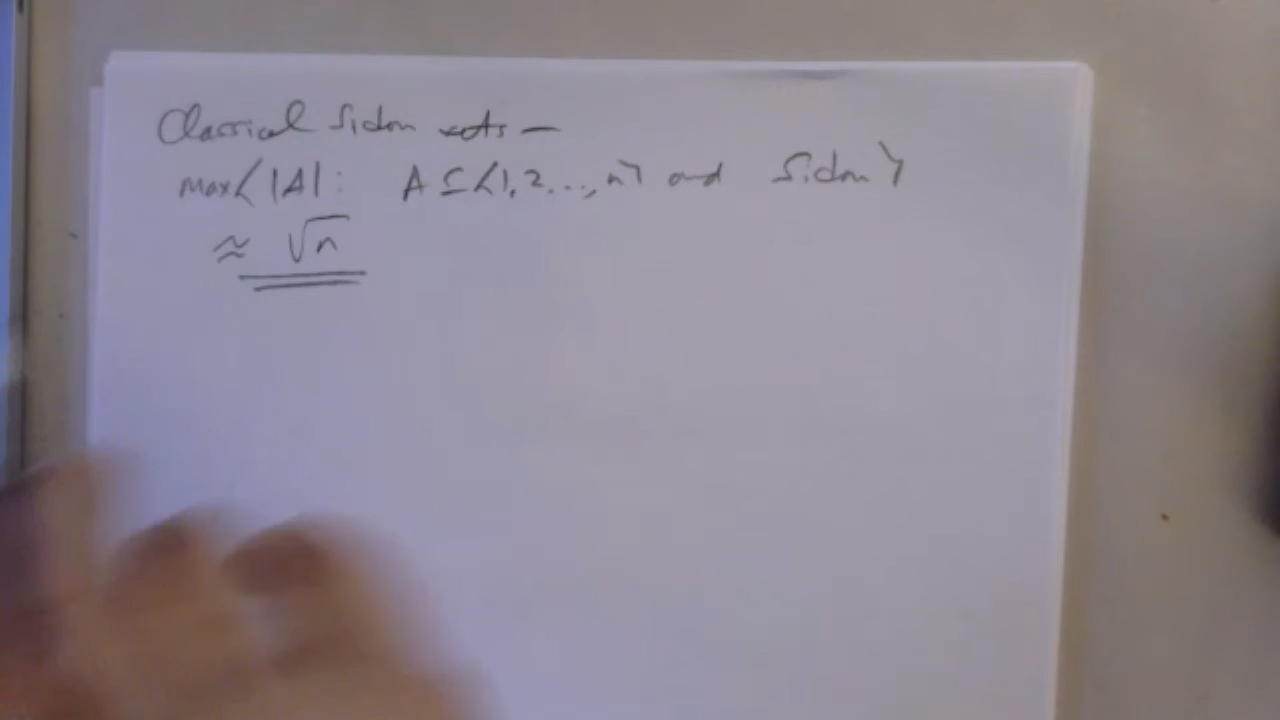 Classical Sidon sets —
max{ |A| : A ⊆ {1, 2, ..., n} and Sidon }
≈ √n